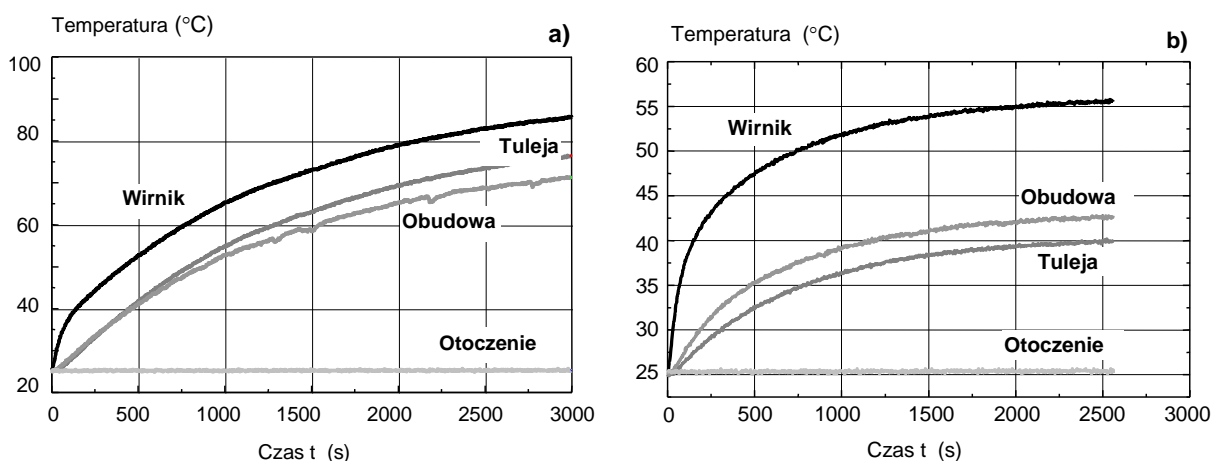 Temperatura (°C)
a)
100
80
60
40
20
Wirnik
Tuleja
Obudowa
Otoczenie
0 500 1000 1500 2000 2500 3000
Czas t (s)
Temperatura (°C)
b)
60
55
50
45
40
35
30
25
Wirnik
Obudowa
Tuleja
Otoczenie
0 500 1000 1500 2000 2500 3000
Czas t (s)